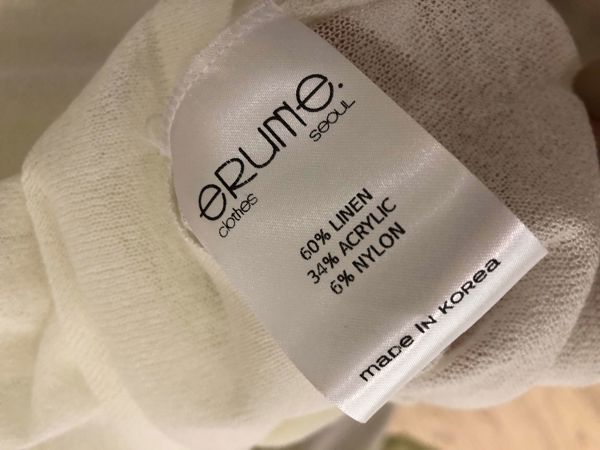 erume.
clothes seoul
60% LINEN
34% ACRYLIC
6% NYLON
made in Korea